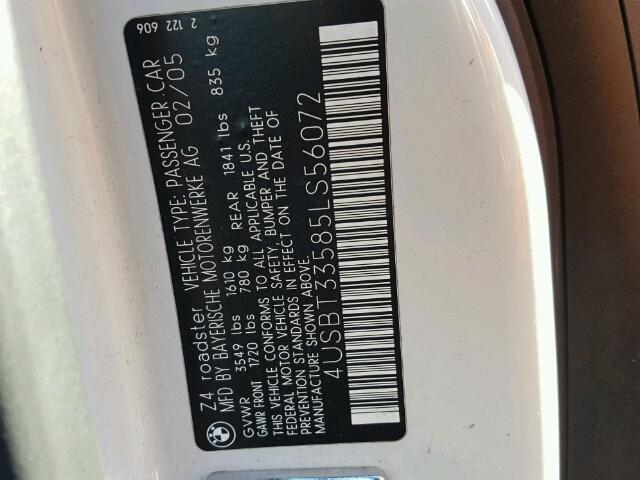 Z4 roadster VEHICLE TYPE: PASSENGER CAR
MFD BY BAYERISCHE MOTORENWERKE AG 02/05
GVWR 3549 lbs 1610 kg REAR 1841 lbs 835 kg
GAWR FRONT 1720 lbs 780 kg
THIS VEHICLE CONFORMS TO ALL APPLICABLE U.S.
FEDERAL MOTOR VEHICLE SAFETY, BUMPER AND THEFT
PREVENTION STANDARDS IN EFFECT ON THE DATE OF
MANUFACTURE SHOWN ABOVE.
4USBT33585LS56072
2 122 606